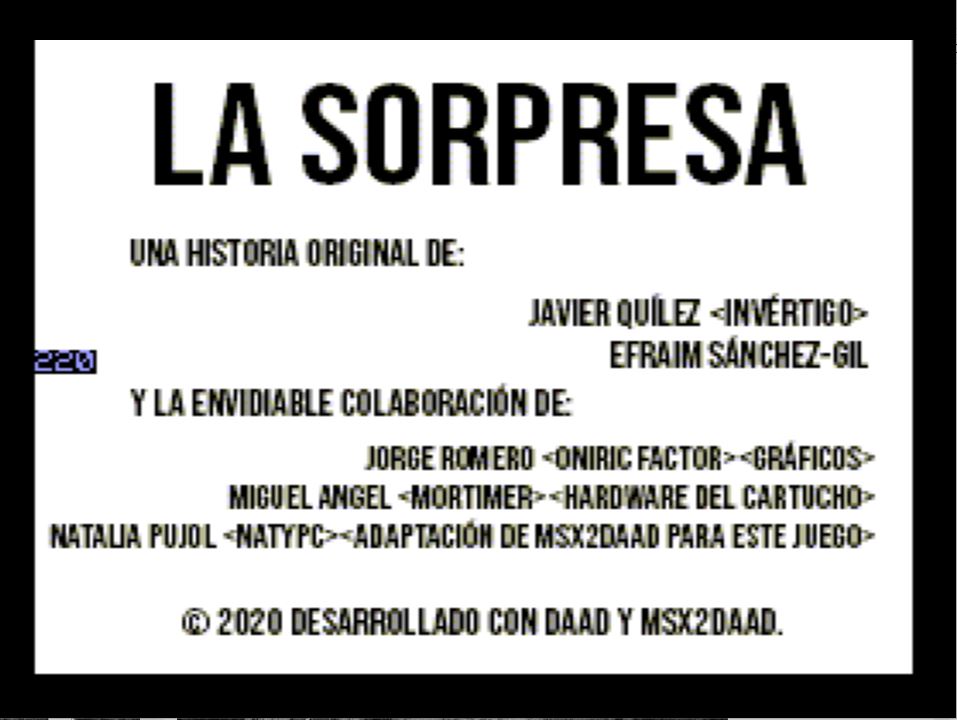 LA SORPRESA
UNA HISTORIA ORIGINAL DE:
JAVIER QUÍLEZ <INVÉRTIGO>
EFRAIM SÁNCHEZ-GIL
220
Y LA ENVIDIABLE COLABORACIÓN DE:
JORGE ROMERO <ONIRIC FACTOR><GRÁFICOS>
MIGUEL ANGEL <MORTIMER><HARDWARE DEL CARTUCHO>
NATALIA PUJOL <NATYPC><ADAPTACIÓN DE MSX2DAAD PARA ESTE JUEGO>
© 2020 DESARROLLADO CON DAAD Y MSX2DAAD.